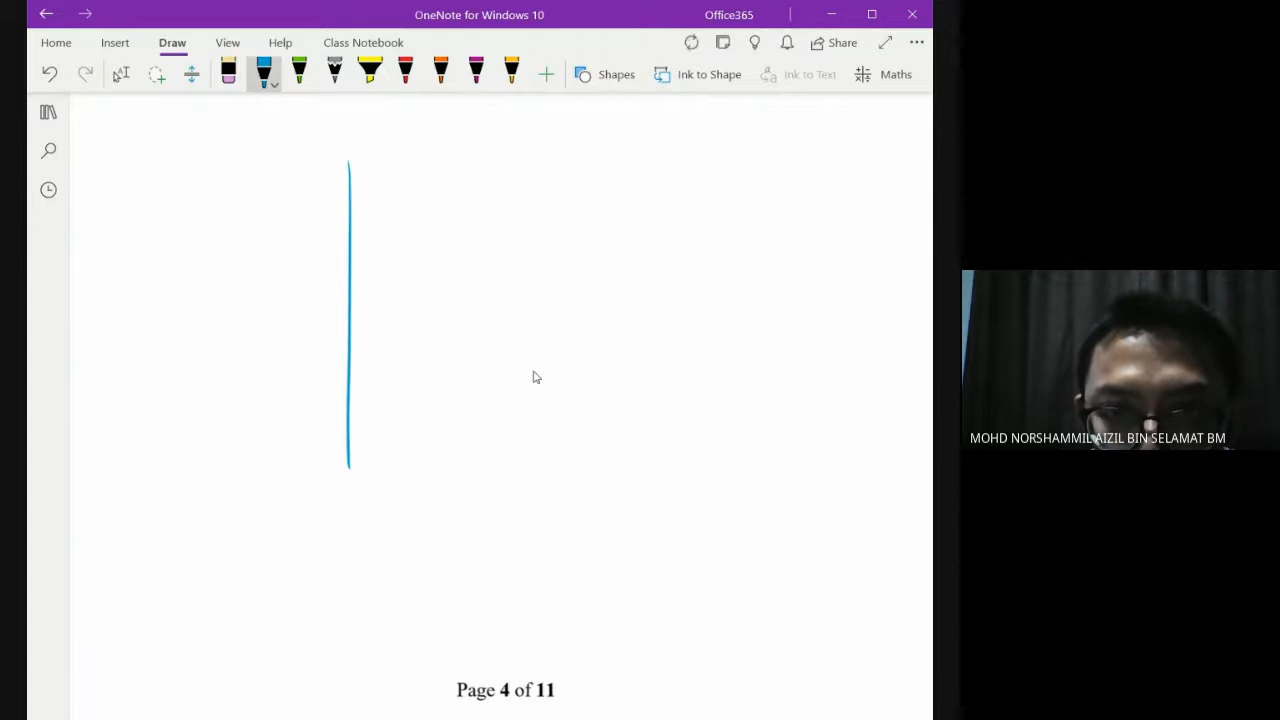 OneNote for Windows 10
Office365
Home Insert Draw View Help Class Notebook
Share
Shapes Ink to Shape Ink to Text Maths
MOHD NORSHAMMIL AIZIL BIN SELAMAT BM
Page 4 of 11